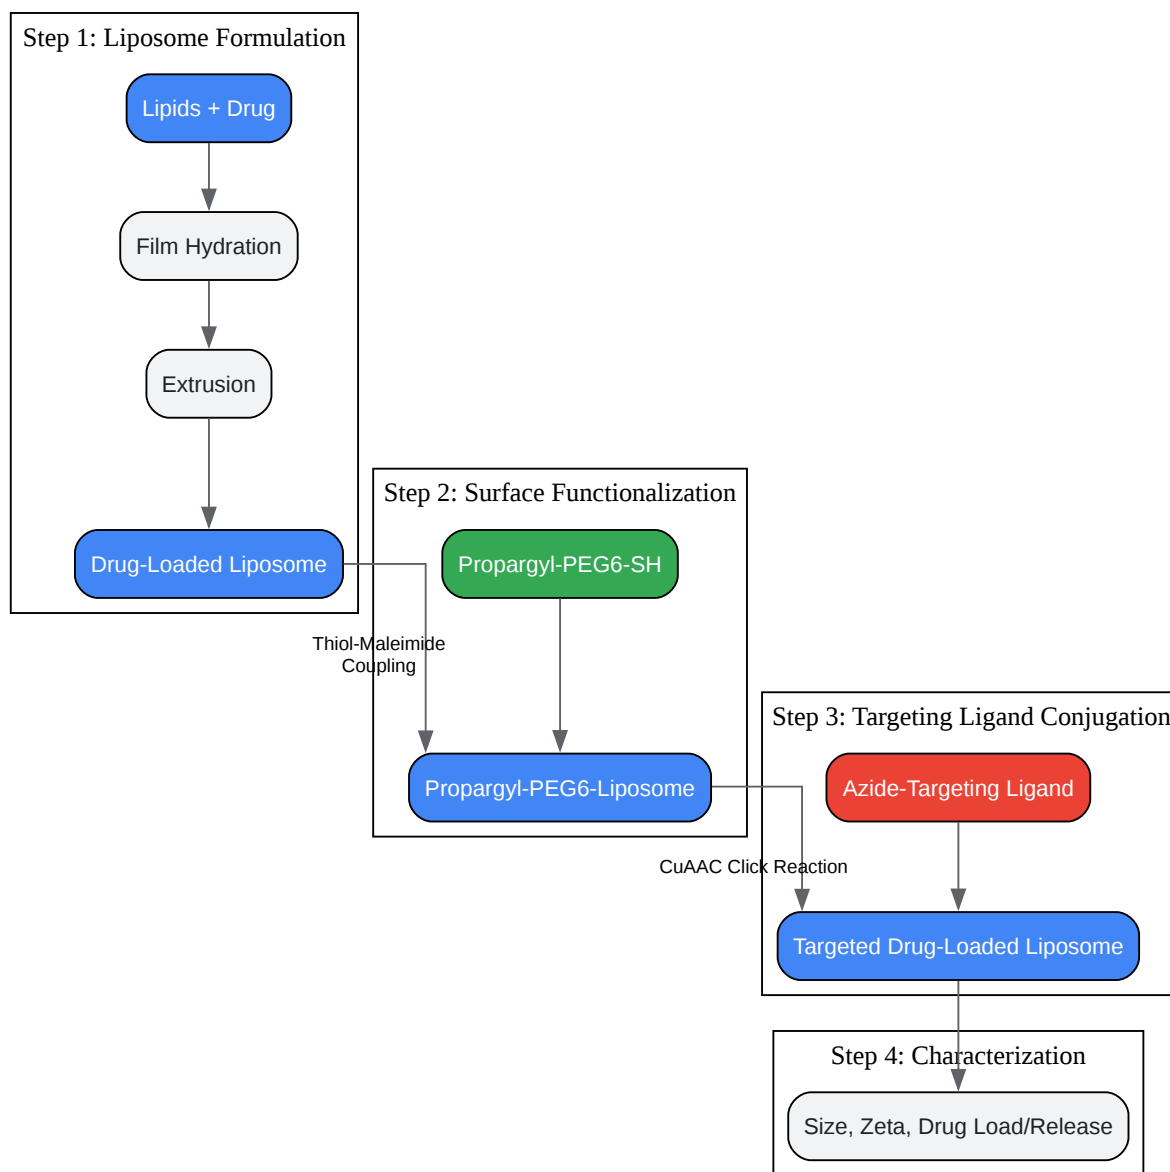 Step 1: Liposome Formulation
Lipids + Drug
Film Hydration
Extrusion
Drug-Loaded Liposome
Step 2: Surface Functionalization
Propargyl-PEG6-SH
Thiol-Maleimide
Coupling
Propargyl-PEG6-Liposome
Step 3: Targeting Ligand Conjugation
Azide-Targeting Ligand
CuAAC Click Reaction
Targeted Drug-Loaded Liposome
Step 4: Characterization
Size, Zeta, Drug Load/Release